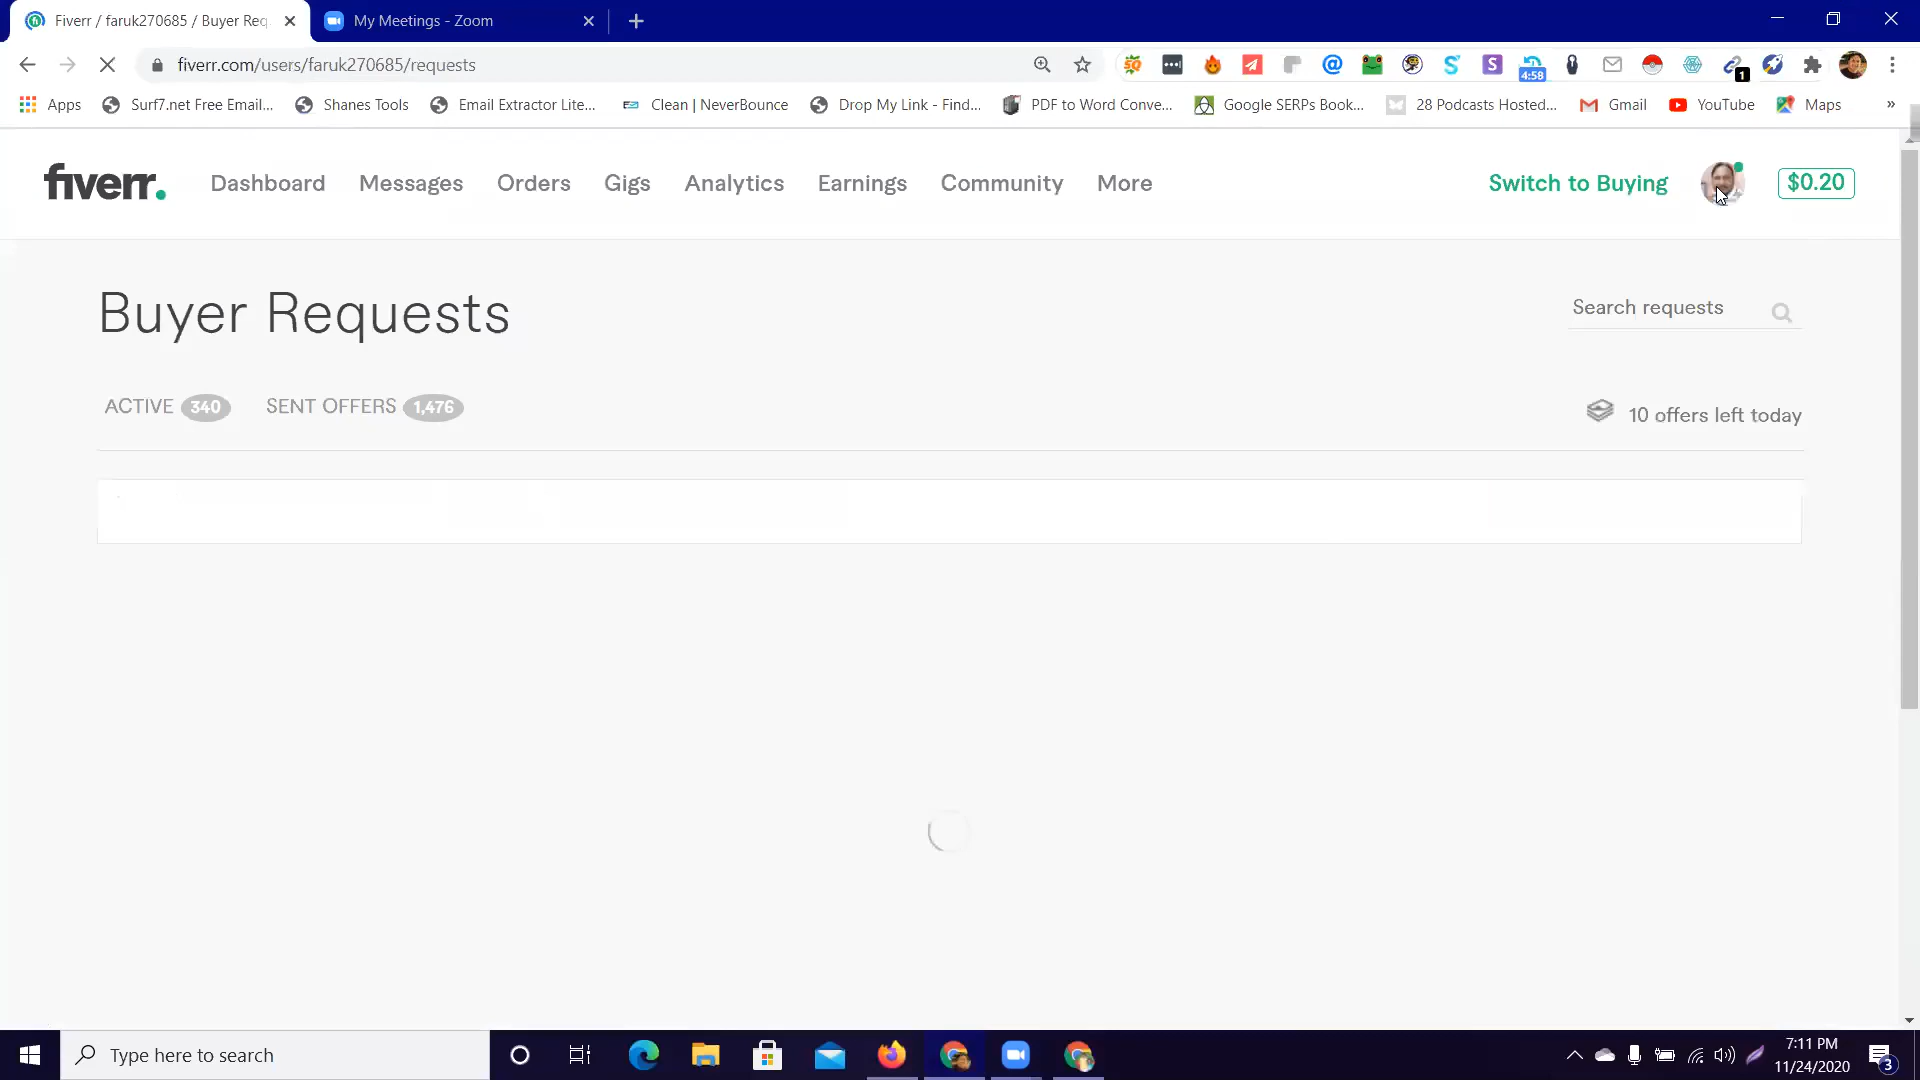 Fiverr / faruk270685 / Buyer Req
My Meetings - Zoom
fiverr.com/users/faruk270685/requests
4:58
1
Apps
Surf7.net Free Email...
Shanes Tools
Email Extractor Lite...
Clean | NeverBounce
Drop My Link - Find...
PDF to Word Conve...
Google SERPs Book...
28 Podcasts Hosted...
Gmail
YouTube
Maps
»
fiverr.
Dashboard
Messages
Orders
Gigs
Analytics
Earnings
Community
More
Switch to Buying
$0.20
Buyer Requests
Search requests
ACTIVE 340
SENT OFFERS 1,476
10 offers left today
Type here to search
7:11 PM
11/24/2020
3